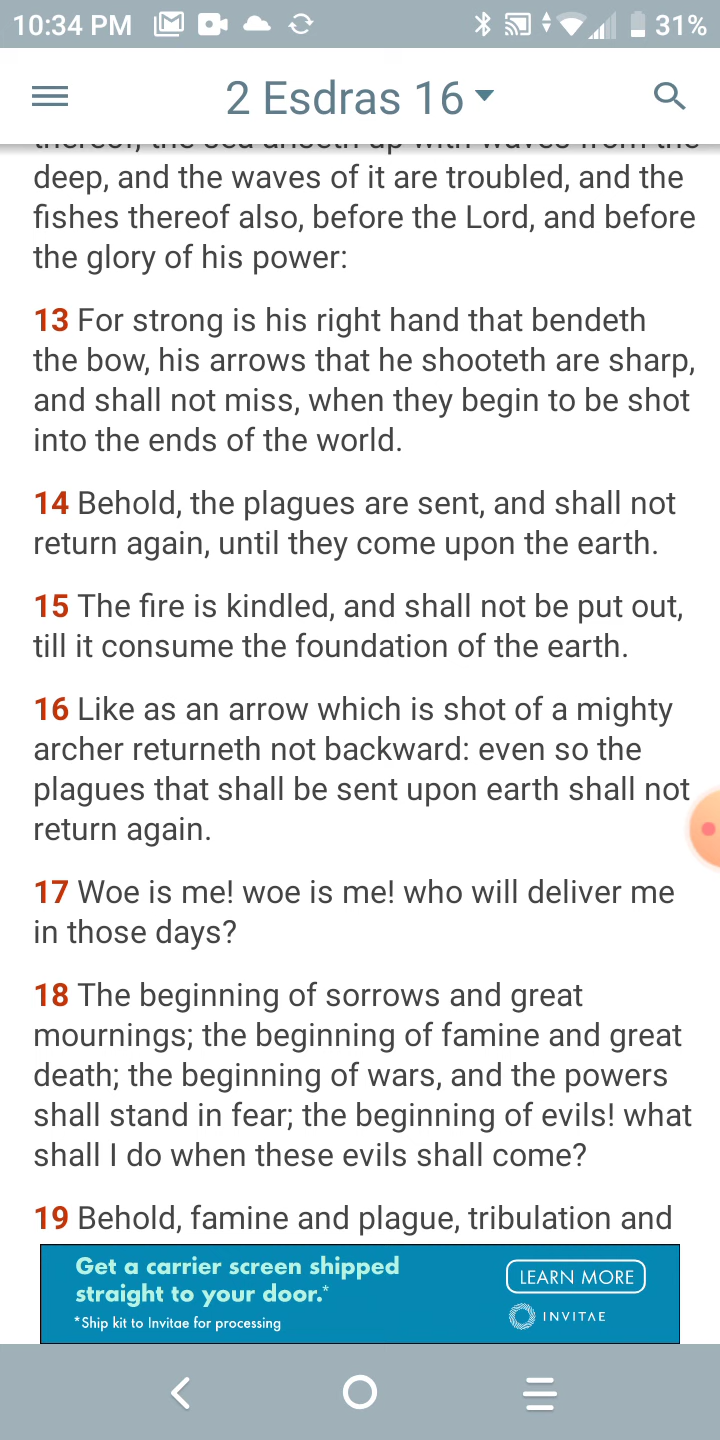 10:34 PM
31%
2 Esdras 16
thereof, the sea ariseth up with waves from the
deep, and the waves of it are troubled, and the
fishes thereof also, before the Lord, and before
the glory of his power:
13 For strong is his right hand that bendeth
the bow, his arrows that he shooteth are sharp,
and shall not miss, when they begin to be shot
into the ends of the world.
14 Behold, the plagues are sent, and shall not
return again, until they come upon the earth.
15 The fire is kindled, and shall not be put out,
till it consume the foundation of the earth.
16 Like as an arrow which is shot of a mighty
archer returneth not backward: even so the
plagues that shall be sent upon earth shall not
return again.
17 Woe is me! woe is me! who will deliver me
in those days?
18 The beginning of sorrows and great
mournings; the beginning of famine and great
death; the beginning of wars, and the powers
shall stand in fear; the beginning of evils! what
shall I do when these evils shall come?
19 Behold, famine and plague, tribulation and
Get a carrier screen shipped
straight to your door.*
*Ship kit to Invitae for processing
LEARN MORE
INVITAE